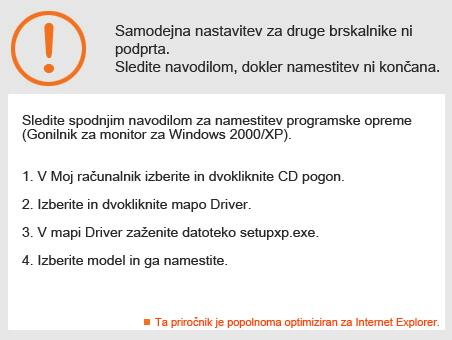 Samodejna nastavitev za druge brskalnike ni
podprta.
Sledite navodilom, dokler namestitev ni končana.
Sledite spodnjim navodilom za namestitev programske opreme
(Gonilnik za monitor za Windows 2000/XP).
1. V Moj računalnik izberite in dvokliknite CD pogon.
2. Izberite in dvokliknite mapo Driver.
3. V mapi Driver zaženite datoteko setupxp.exe.
4. Izberite model in ga namestite.
Ta priročnik je popolnoma optimiziran za Internet Explorer.